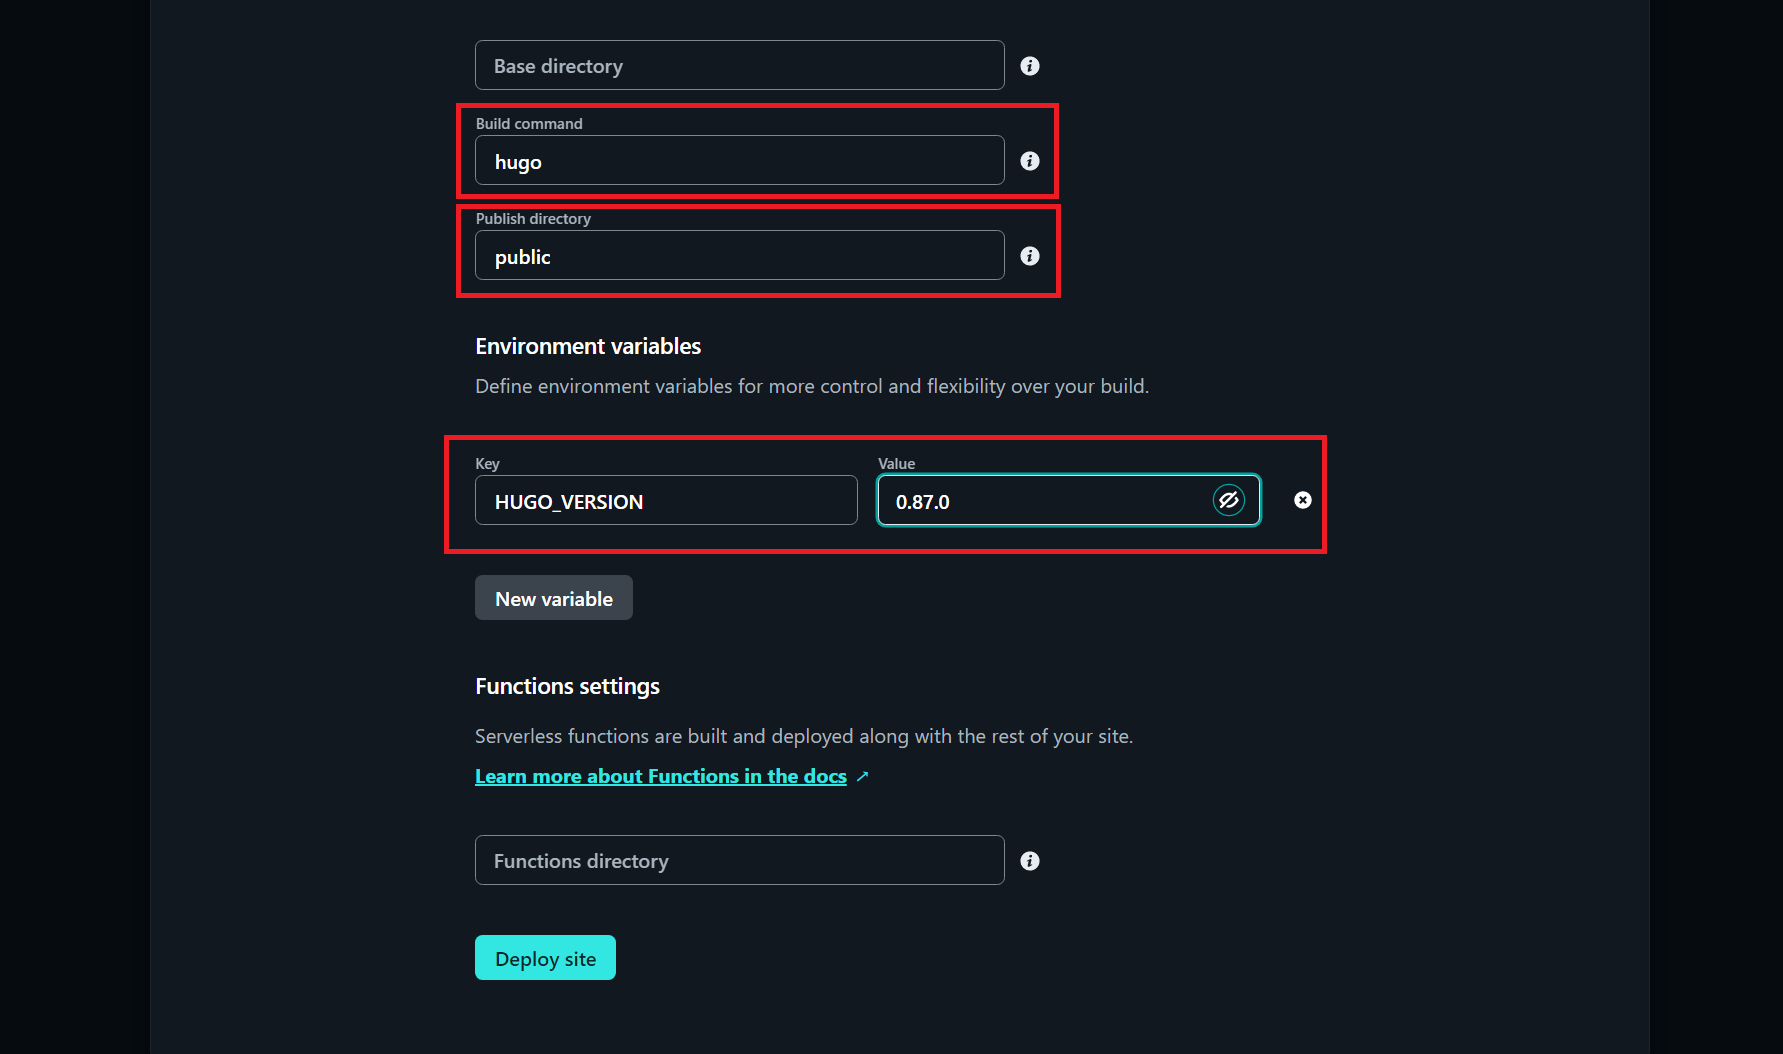 Base directory
Build command
hugo
Publish directory
public
Environment variables
Define environment variables for more control and flexibility over your build.
Key
Value
HUGO_VERSION
0.87.0
New variable
Functions settings
Serverless functions are built and deployed along with the rest of your site.
Learn more about Functions in the docs ↗
Functions directory
Deploy site